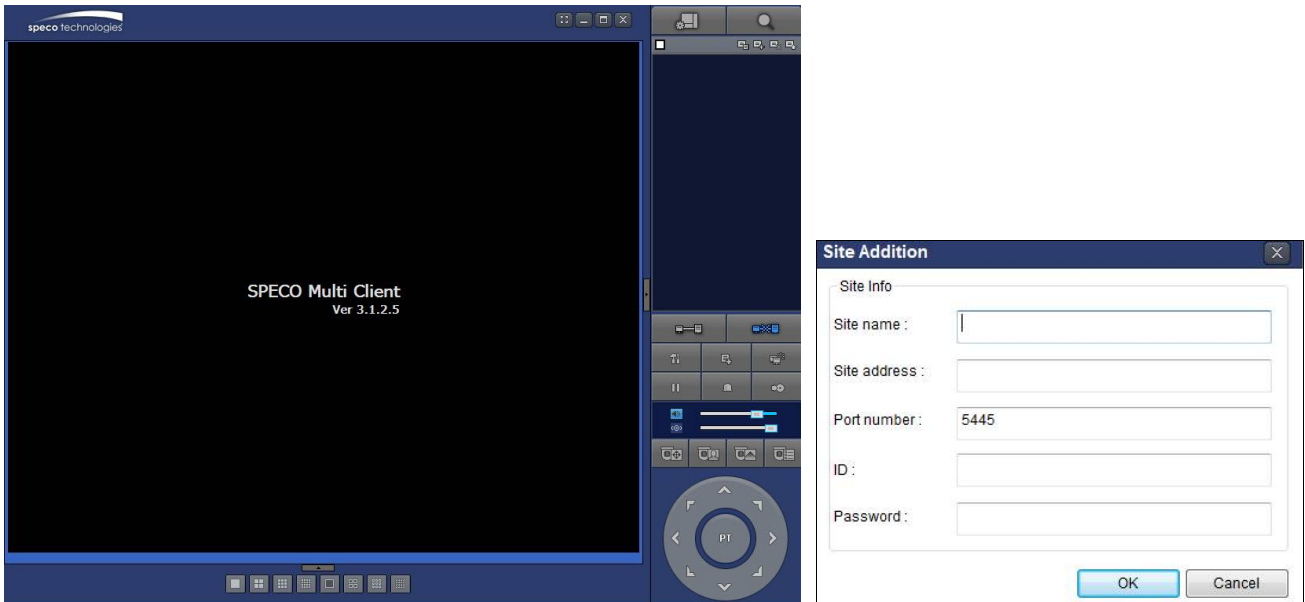 speco technologies
SPECO Multi Client
Ver 3.1.2.5
PT
Site Addition
Site Info
Site name :
Site address :
Port number :
5445
ID :
Password :
OK
Cancel